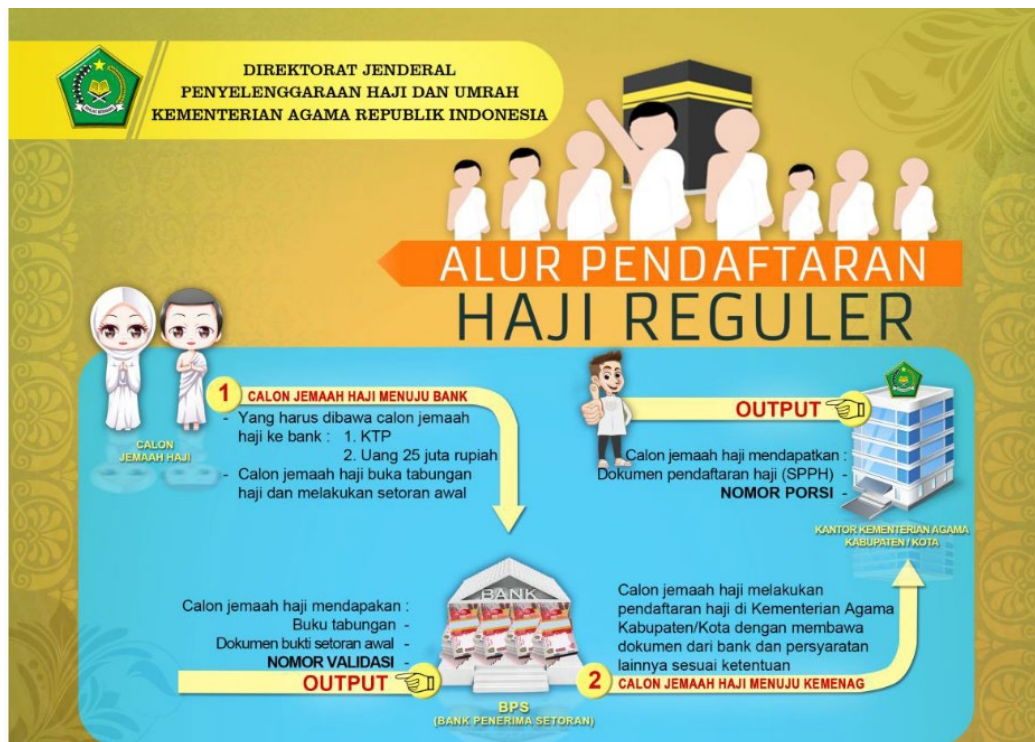 DIREKTORAT JENDERAL
PENYELENGGARAAN HAJI DAN UMRAH
KEMENTERIAN AGAMA REPUBLIK INDONESIA
ALUR PENDAFTARAN
HAJI REGULER
CALON
JEMAAH HAJI
1 CALON JEMAAH HAJI MENUJU BANK
- Yang harus dibawa calon jemaah
haji ke bank : 1. KTP
2. Uang 25 juta rupiah
- Calon jemaah haji buka tabungan
haji dan melakukan setoran awal
Calon jemaah haji mendapakan :
Buku tabungan -
Dokumen bukti setoran awal -
NOMOR VALIDASI -
OUTPUT
BANK
BPS
(BANK PENERIMA SETORAN)
Calon jemaah haji melakukan
pendaftaran haji di Kementerian Agama
Kabupaten/Kota dengan membawa
dokumen dari bank dan persyaratan
lainnya sesuai ketentuan
2 CALON JEMAAH HAJI MENUJU KEMENAG
OUTPUT
Calon jemaah haji mendapatkan :
Dokumen pendaftaran haji (SPPH) -
NOMOR PORSI -
KANTOR KEMENTERIAN AGAMA
KABUPATEN / KOTA